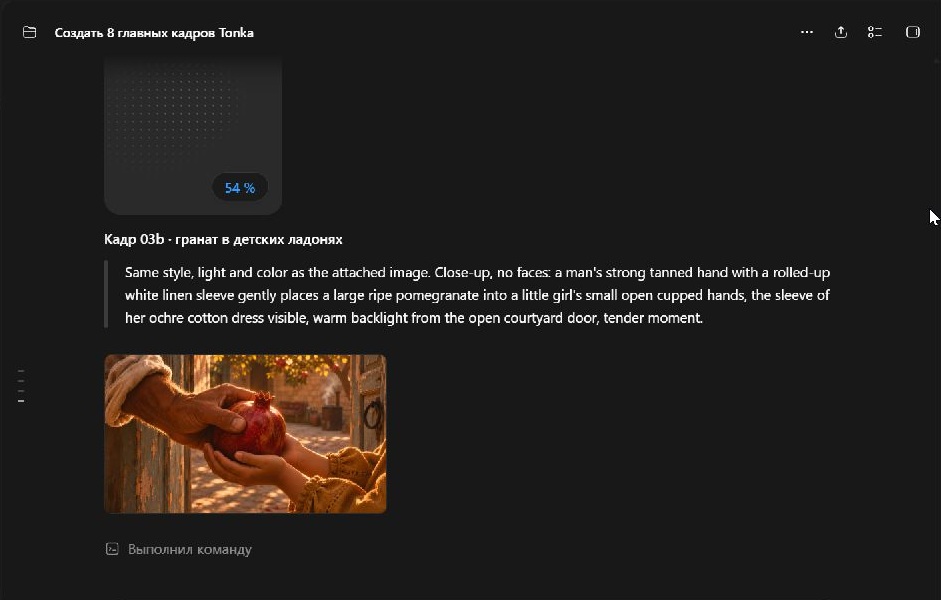 Создать 8 главных кадров Tonka
54 %
Кадр 03b · гранат в детских ладонях
Same style, light and color as the attached image. Close-up, no faces: a man's strong tanned hand with a rolled-up
white linen sleeve gently places a large ripe pomegranate into a little girl's small open cupped hands, the sleeve of
her ochre cotton dress visible, warm backlight from the open courtyard door, tender moment.
Выполнил команду